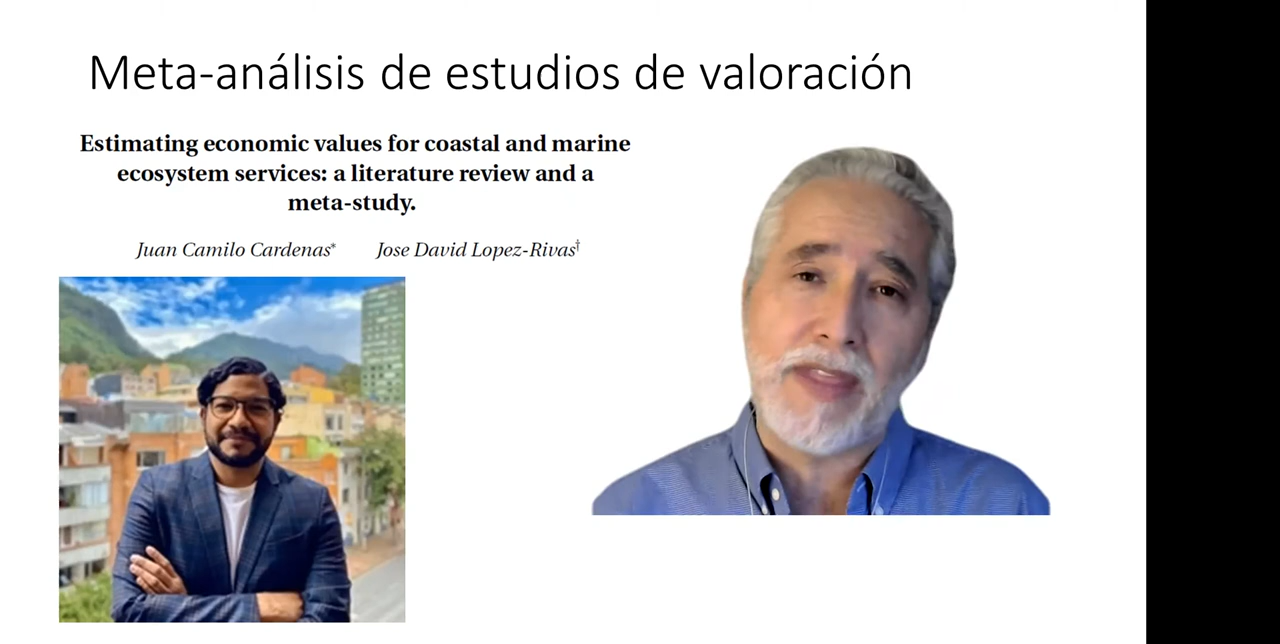 Meta-análisis de estudios de valoración
Estimating economic values for coastal and marine
ecosystem services: a literature review and a
meta-study.
Juan Camilo Cardenas* Jose David Lopez-Rivas†